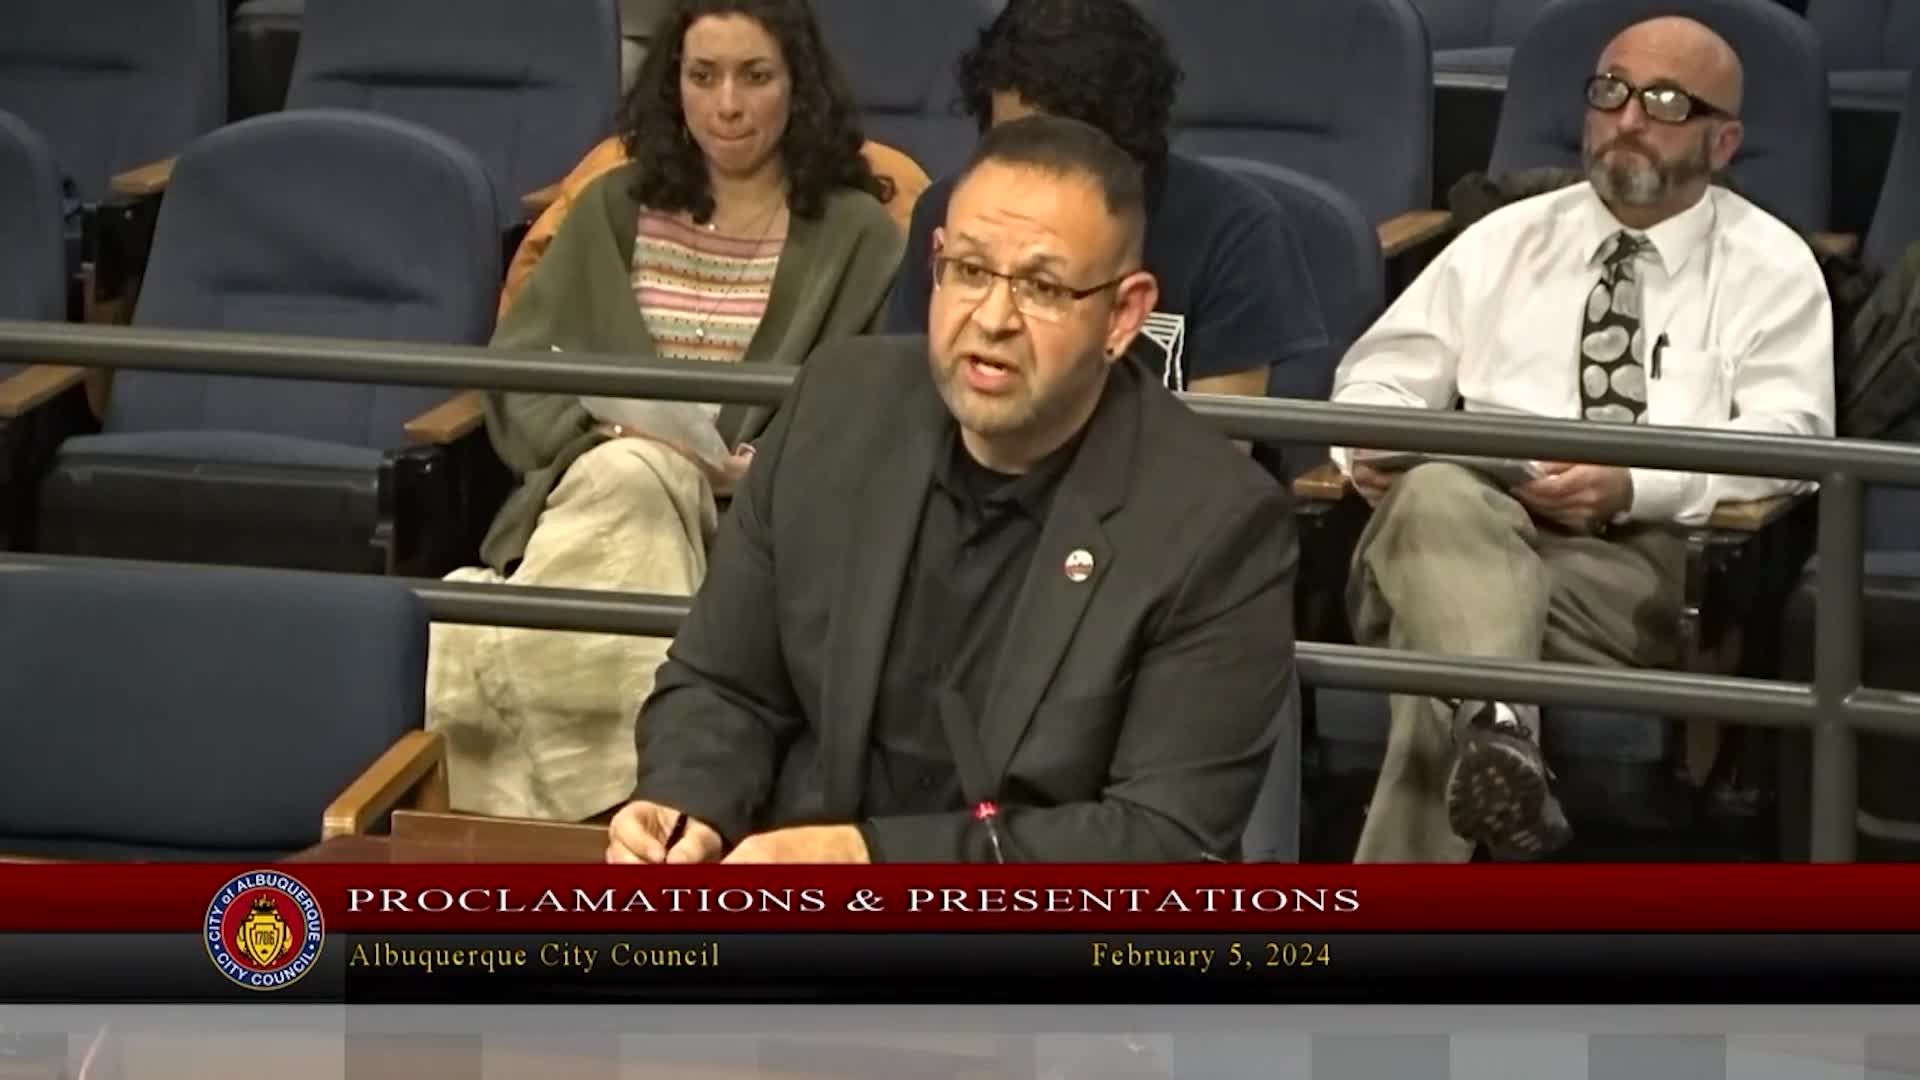 PROCLAMATIONS & PRESENTATIONS
CITY of ALBUQUERQUE
1706
CITY COUNCIL
Albuquerque City Council
February 5, 2024